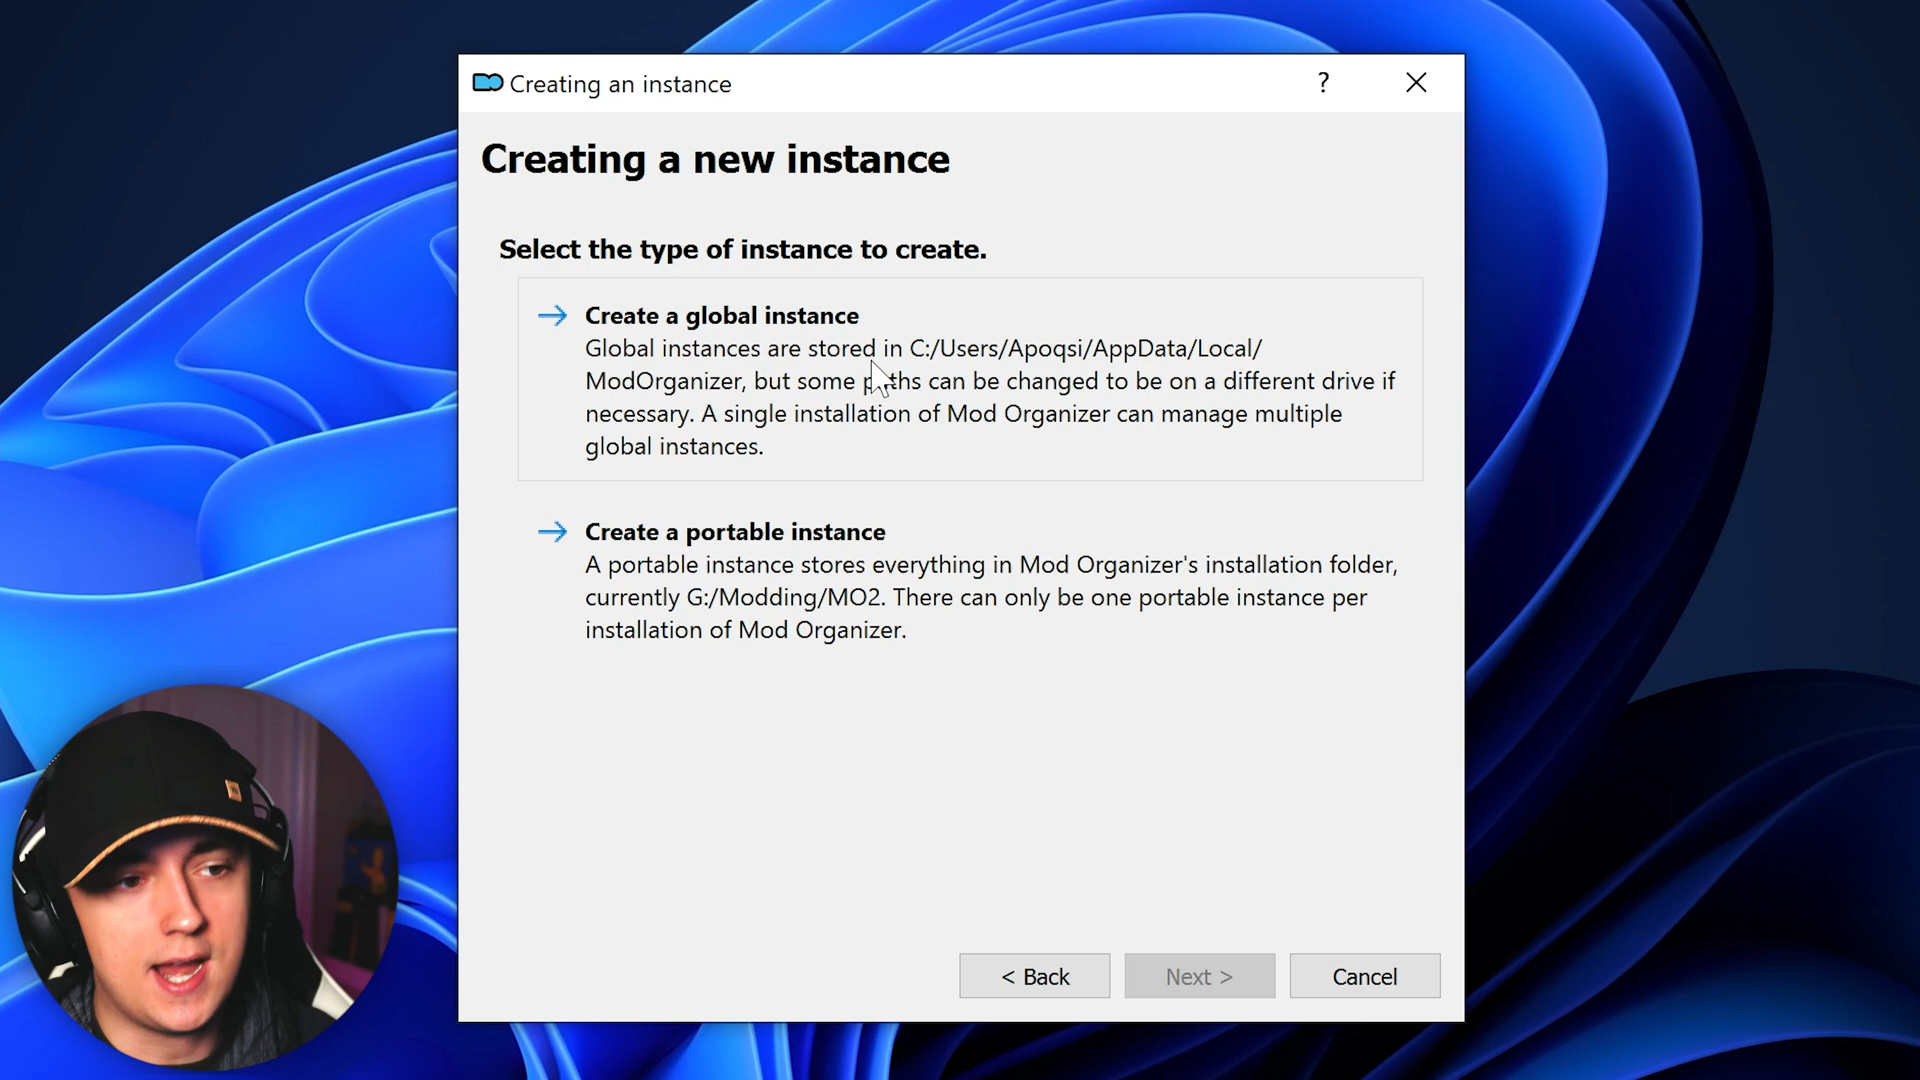 Creating an instance
?
Creating a new instance
Select the type of instance to create.
Create a global instance
Global instances are stored in C:/Users/Apoqsi/AppData/Local/
ModOrganizer, but some paths can be changed to be on a different drive if
necessary. A single installation of Mod Organizer can manage multiple
global instances.
Create a portable instance
A portable instance stores everything in Mod Organizer's installation folder,
currently G:/Modding/MO2. There can only be one portable instance per
installation of Mod Organizer.
< Back
Next >
Cancel